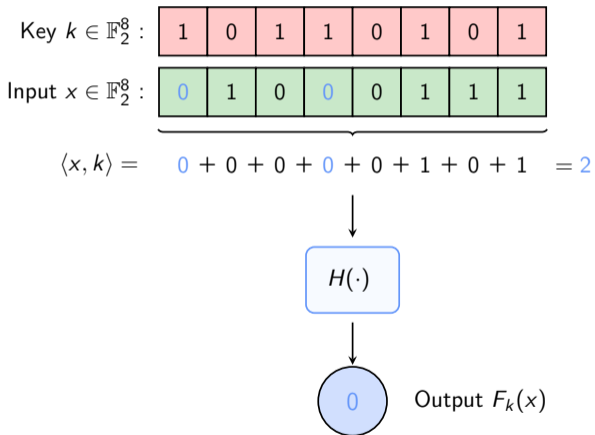 Key k ∈ 𝔽₂⁸ : 1 0 1 1 0 1 0 1
Input x ∈ 𝔽₂⁸ : 0 1 0 0 0 1 1 1
⟨x, k⟩ = 0 + 0 + 0 + 0 + 0 + 1 + 0 + 1 = 2
H(·)
0 Output Fₖ(x)